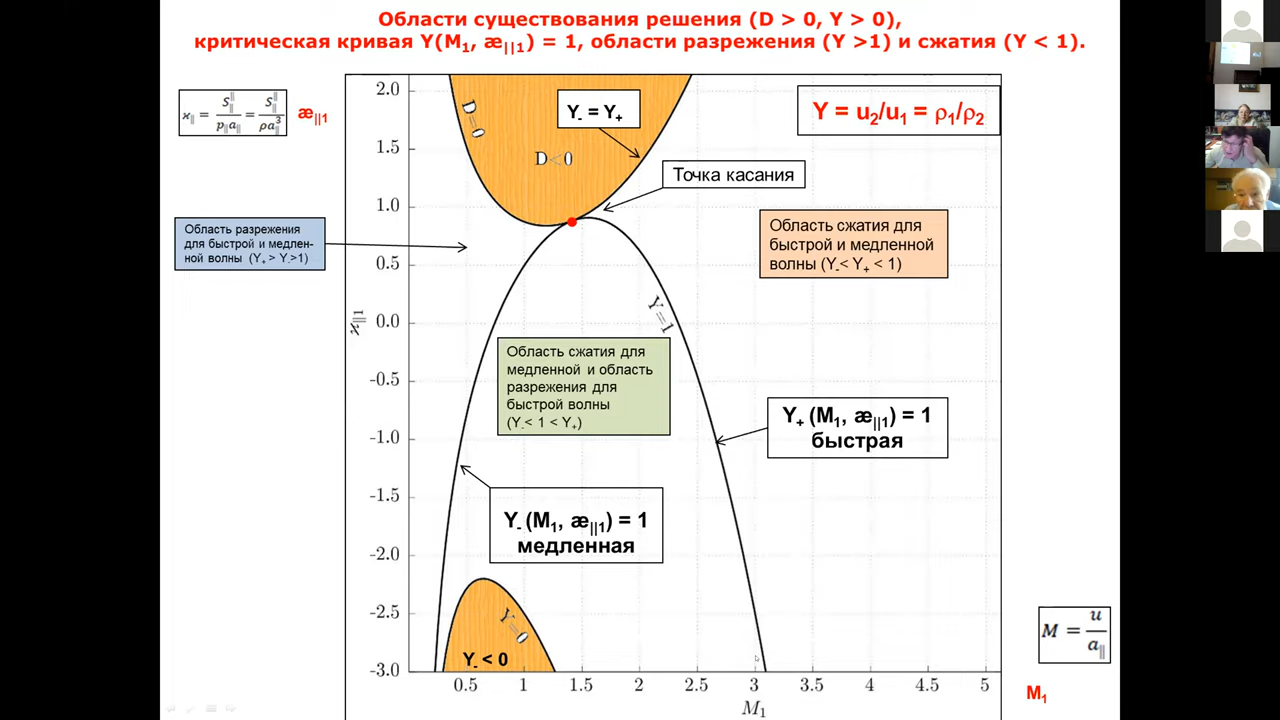 Области существования решения (D > 0, Y > 0),
критическая кривая Y(M1, æ||1) = 1, области разрежения (Y >1) и сжатия (Y < 1).
ϰ∥ = S∥∥ / p∥a∥ = S∥∥ / ρa∥3
æ||1
Y = u2/u1 = ρ1/ρ2
D=0
Y- = Y+
D<0
Точка касания
Область разрежения
для быстрой и медлен-
ной волны (Y+ > Y->1)
Область сжатия для
быстрой и медленной
волны (Y-< Y+ < 1)
Y=1
Область сжатия для
медленной и область
разрежения для
быстрой волны
(Y-< 1 < Y+)
Y+ (M1, æ||1) = 1
быстрая
Y- (M1, æ||1) = 1
медленная
Y=0
Y- < 0
M = u / a∥
2.0
1.5
1.0
0.5
0.0
-0.5
-1.0
-1.5
-2.0
-2.5
-3.0
ϰ∥1
0.5 1 1.5 2 2.5 3 3.5 4 4.5 5
M1
M1